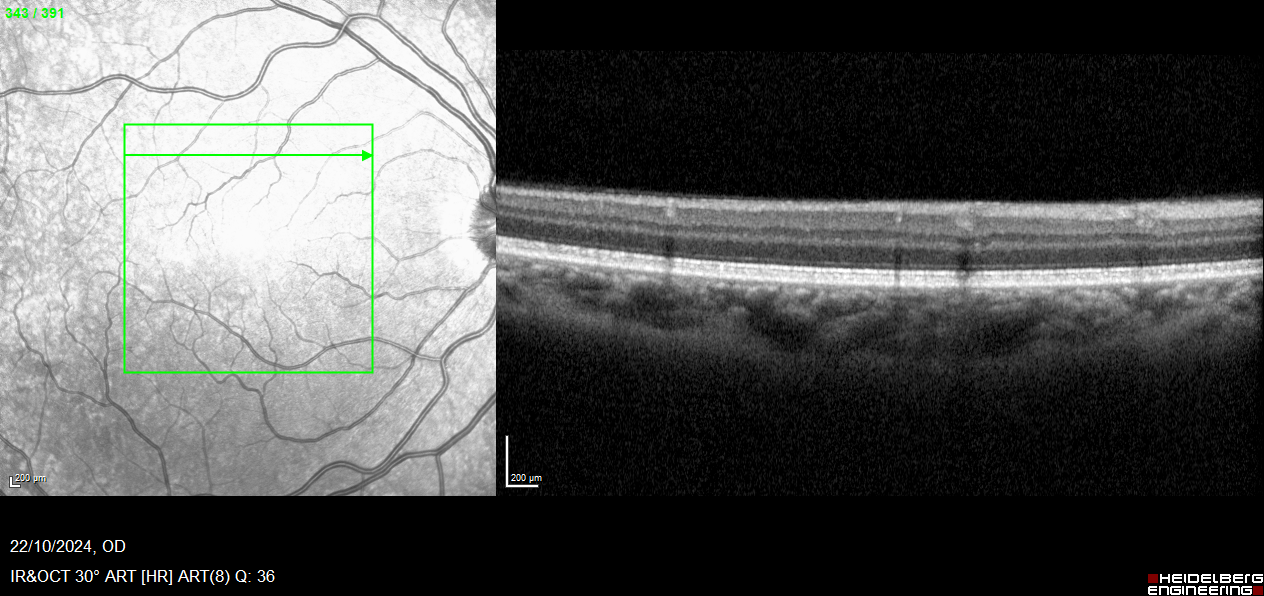 343 / 391
200 µm
200 µm
22/10/2024, OD
IR&OCT 30° ART [HR] ART(8) Q: 36
HEIDELBERG
ENGINEERING